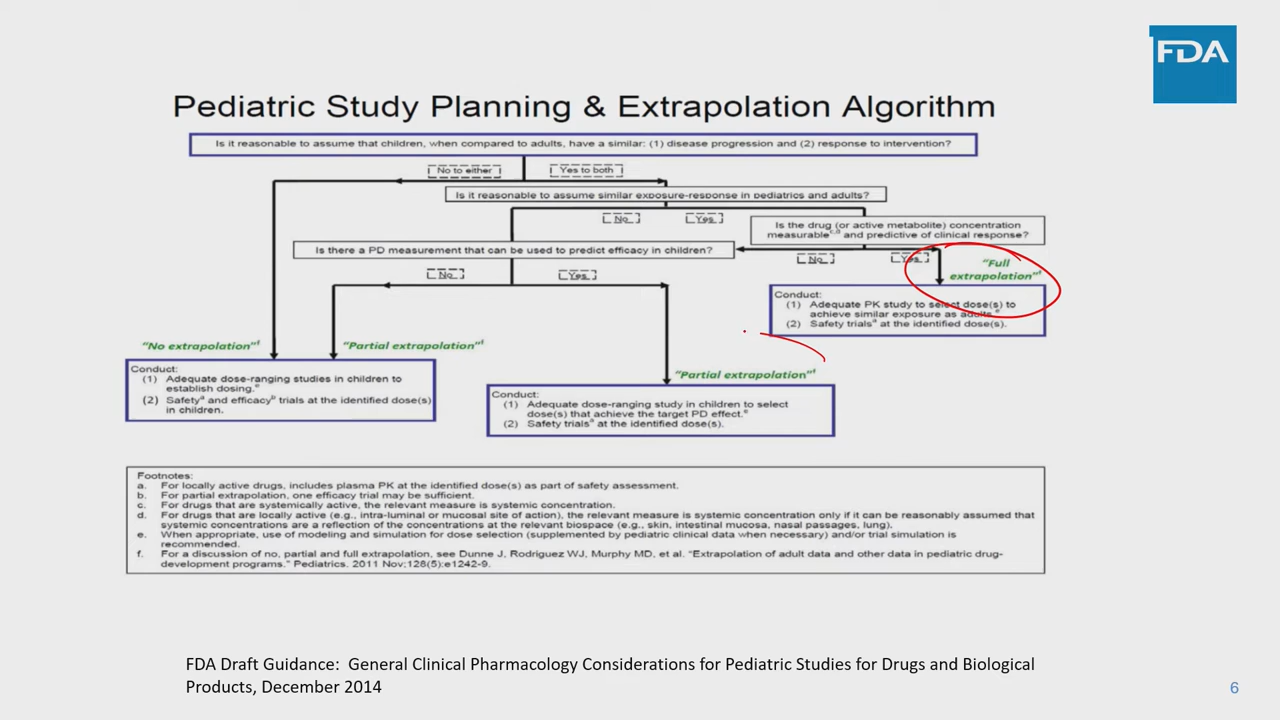 FDA
Pediatric Study Planning & Extrapolation Algorithm
Is it reasonable to assume that children, when compared to adults, have a similar: (1) disease progression and (2) response to intervention?
No to either
Yes to both
Is it reasonable to assume similar exposure-response in pediatrics and adults?
No
Yes
Is the drug (or active metabolite) concentration
measurable c,d and predictive of clinical response?
Is there a PD measurement that can be used to predict efficacy in children?
No
Yes
"Full
extrapolation"f
No
Yes
Conduct:
(1) Adequate PK study to select dose(s) to
achieve similar exposure as adults.e
(2) Safety trialsa at the identified dose(s).
"No extrapolation"f
"Partial extrapolation"f
Conduct:
(1) Adequate dose-ranging studies in children to
establish dosing.e
(2) Safetya and efficacyb trials at the identified dose(s)
in children.
"Partial extrapolation"f
Conduct:
(1) Adequate dose-ranging study in children to select
dose(s) that achieve the target PD effect.e
(2) Safety trialsa at the identified dose(s).
Footnotes:
a. For locally active drugs, includes plasma PK at the identified dose(s) as part of safety assessment.
b. For partial extrapolation, one efficacy trial may be sufficient.
c. For drugs that are systemically active, the relevant measure is systemic concentration.
d. For drugs that are locally active (e.g., intra-luminal or mucosal site of action), the relevant measure is systemic concentration only if it can be reasonably assumed that
systemic concentrations are a reflection of the concentrations at the relevant biospace (e.g., skin, intestinal mucosa, nasal passages, lung).
e. When appropriate, use of modeling and simulation for dose selection (supplemented by pediatric clinical data when necessary) and/or trial simulation is
recommended.
f. For a discussion of no, partial and full extrapolation, see Dunne J, Rodriguez WJ, Murphy MD, et al. "Extrapolation of adult data and other data in pediatric drug-
development programs." Pediatrics. 2011 Nov;128(5):e1242-9.
FDA Draft Guidance: General Clinical Pharmacology Considerations for Pediatric Studies for Drugs and Biological
Products, December 2014
6